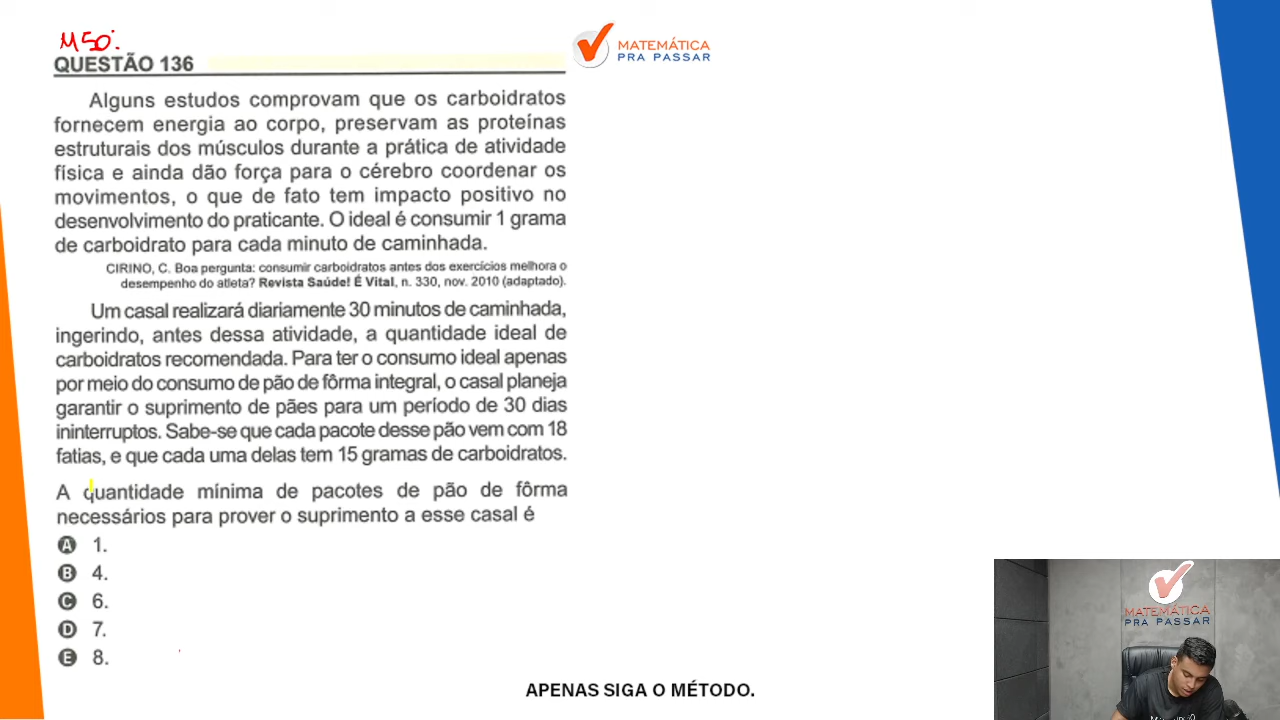 M50:
QUESTÃO 136
MATEMÁTICA
PRA PASSAR
Alguns estudos comprovam que os carboidratos
fornecem energia ao corpo, preservam as proteínas
estruturais dos músculos durante a prática de atividade
física e ainda dão força para o cérebro coordenar os
movimentos, o que de fato tem impacto positivo no
desenvolvimento do praticante. O ideal é consumir 1 grama
de carboidrato para cada minuto de caminhada.
CIRINO, C. Boa pergunta: consumir carboidratos antes dos exercícios melhora o
desempenho do atleta? Revista Saúde! É Vital, n. 330, nov. 2010 (adaptado).
Um casal realizará diariamente 30 minutos de caminhada,
ingerindo, antes dessa atividade, a quantidade ideal de
carboidratos recomendada. Para ter o consumo ideal apenas
por meio do consumo de pão de fôrma integral, o casal planeja
garantir o suprimento de pães para um período de 30 dias
ininterruptos. Sabe-se que cada pacote desse pão vem com 18
fatias, e que cada uma delas tem 15 gramas de carboidratos.
A quantidade mínima de pacotes de pão de fôrma
necessários para prover o suprimento a esse casal é
A 1.
B 4.
C 6.
D 7.
E 8.
MATEMÁTICA
PRA PASSAR
APENAS SIGA O MÉTODO.